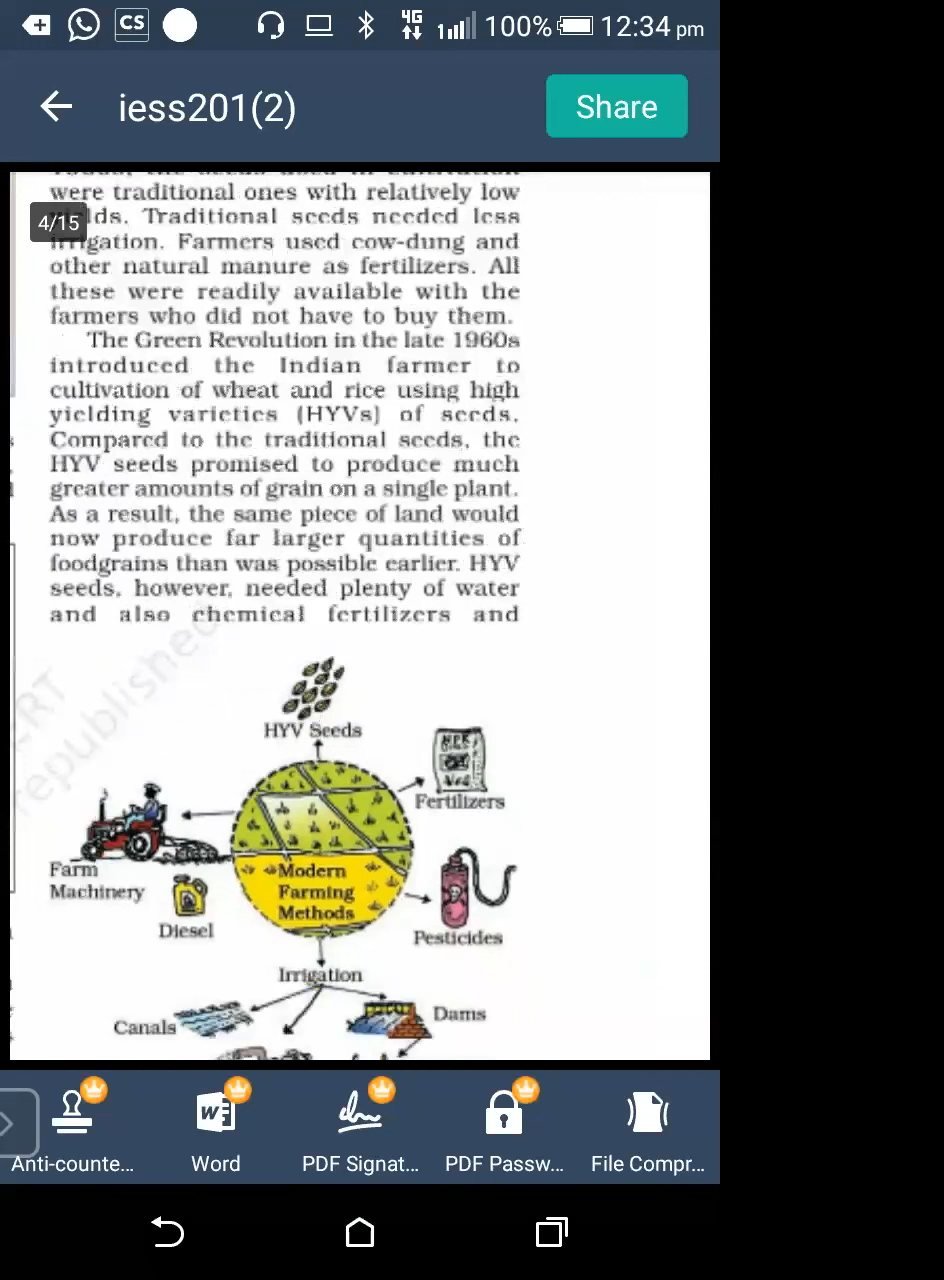 CS
4G
100%
12:34 pm
iess201(2)
Share
were traditional ones with relatively low
4/15
Traditional seeds needed less
irrigation. Farmers used cow-dung and
other natural manure as fertilizers. All
these were readily available with the
farmers who did not have to buy them.
The Green Revolution in the late 1960s
introduced the Indian farmer to
cultivation of wheat and rice using high
yielding varieties (HYVs) of seeds.
Compared to the traditional seeds, the
HYV seeds promised to produce much
greater amounts of grain on a single plant.
As a result, the same piece of land would
now produce far larger quantities of
foodgrains than was possible earlier. HYV
seeds, however, needed plenty of water
and also chemical fertilizers and
republished
HYV Seeds
NPK
Fertilizers
Farm
Machinery
Diesel
Modern
Farming
Methods
Pesticides
Irrigation
Canals
Dams
Anti-counte...
W
Word
PDF Signat...
PDF Passw...
File Compr...